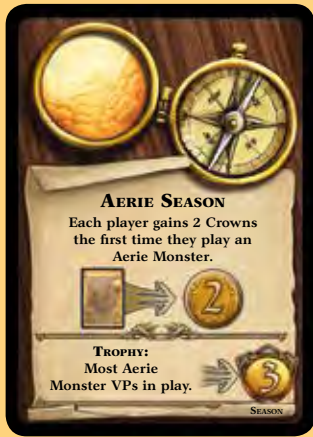 AERIE SEASON
Each player gains 2 Crowns
the first time they play an
Aerie Monster.
2
TROPHY:
Most Aerie
Monster VPs in play.
3
SEASON